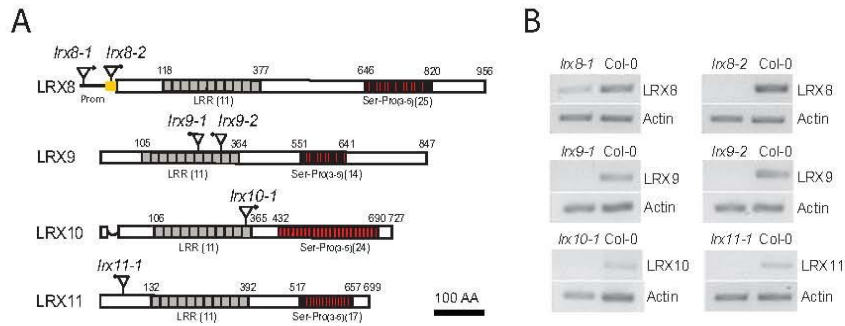 A
lrx8-1 lrx8-2
118 377 646 820 956
LRX8
Prom LRR (11) Ser-Pro(3-5)(25)
lrx9-1 lrx9-2
105 364 551 641 847
LRX9
LRR (11) Ser-Pro(3-5)(14)
lrx10-1
106 365 432 690 727
LRX10
LRR (11) Ser-Pro(3-5)(24)
lrx11-1
132 392 517 657 699
LRX11
LRR (11) Ser-Pro(3-5)(17)
100 AA
B
lrx8-1 Col-0 lrx8-2 Col-0
LRX8 LRX8
Actin Actin
lrx9-1 Col-0 lrx9-2 Col-0
LRX9 LRX9
Actin Actin
lrx10-1 Col-0 lrx11-1 Col-0
LRX10 LRX11
Actin Actin